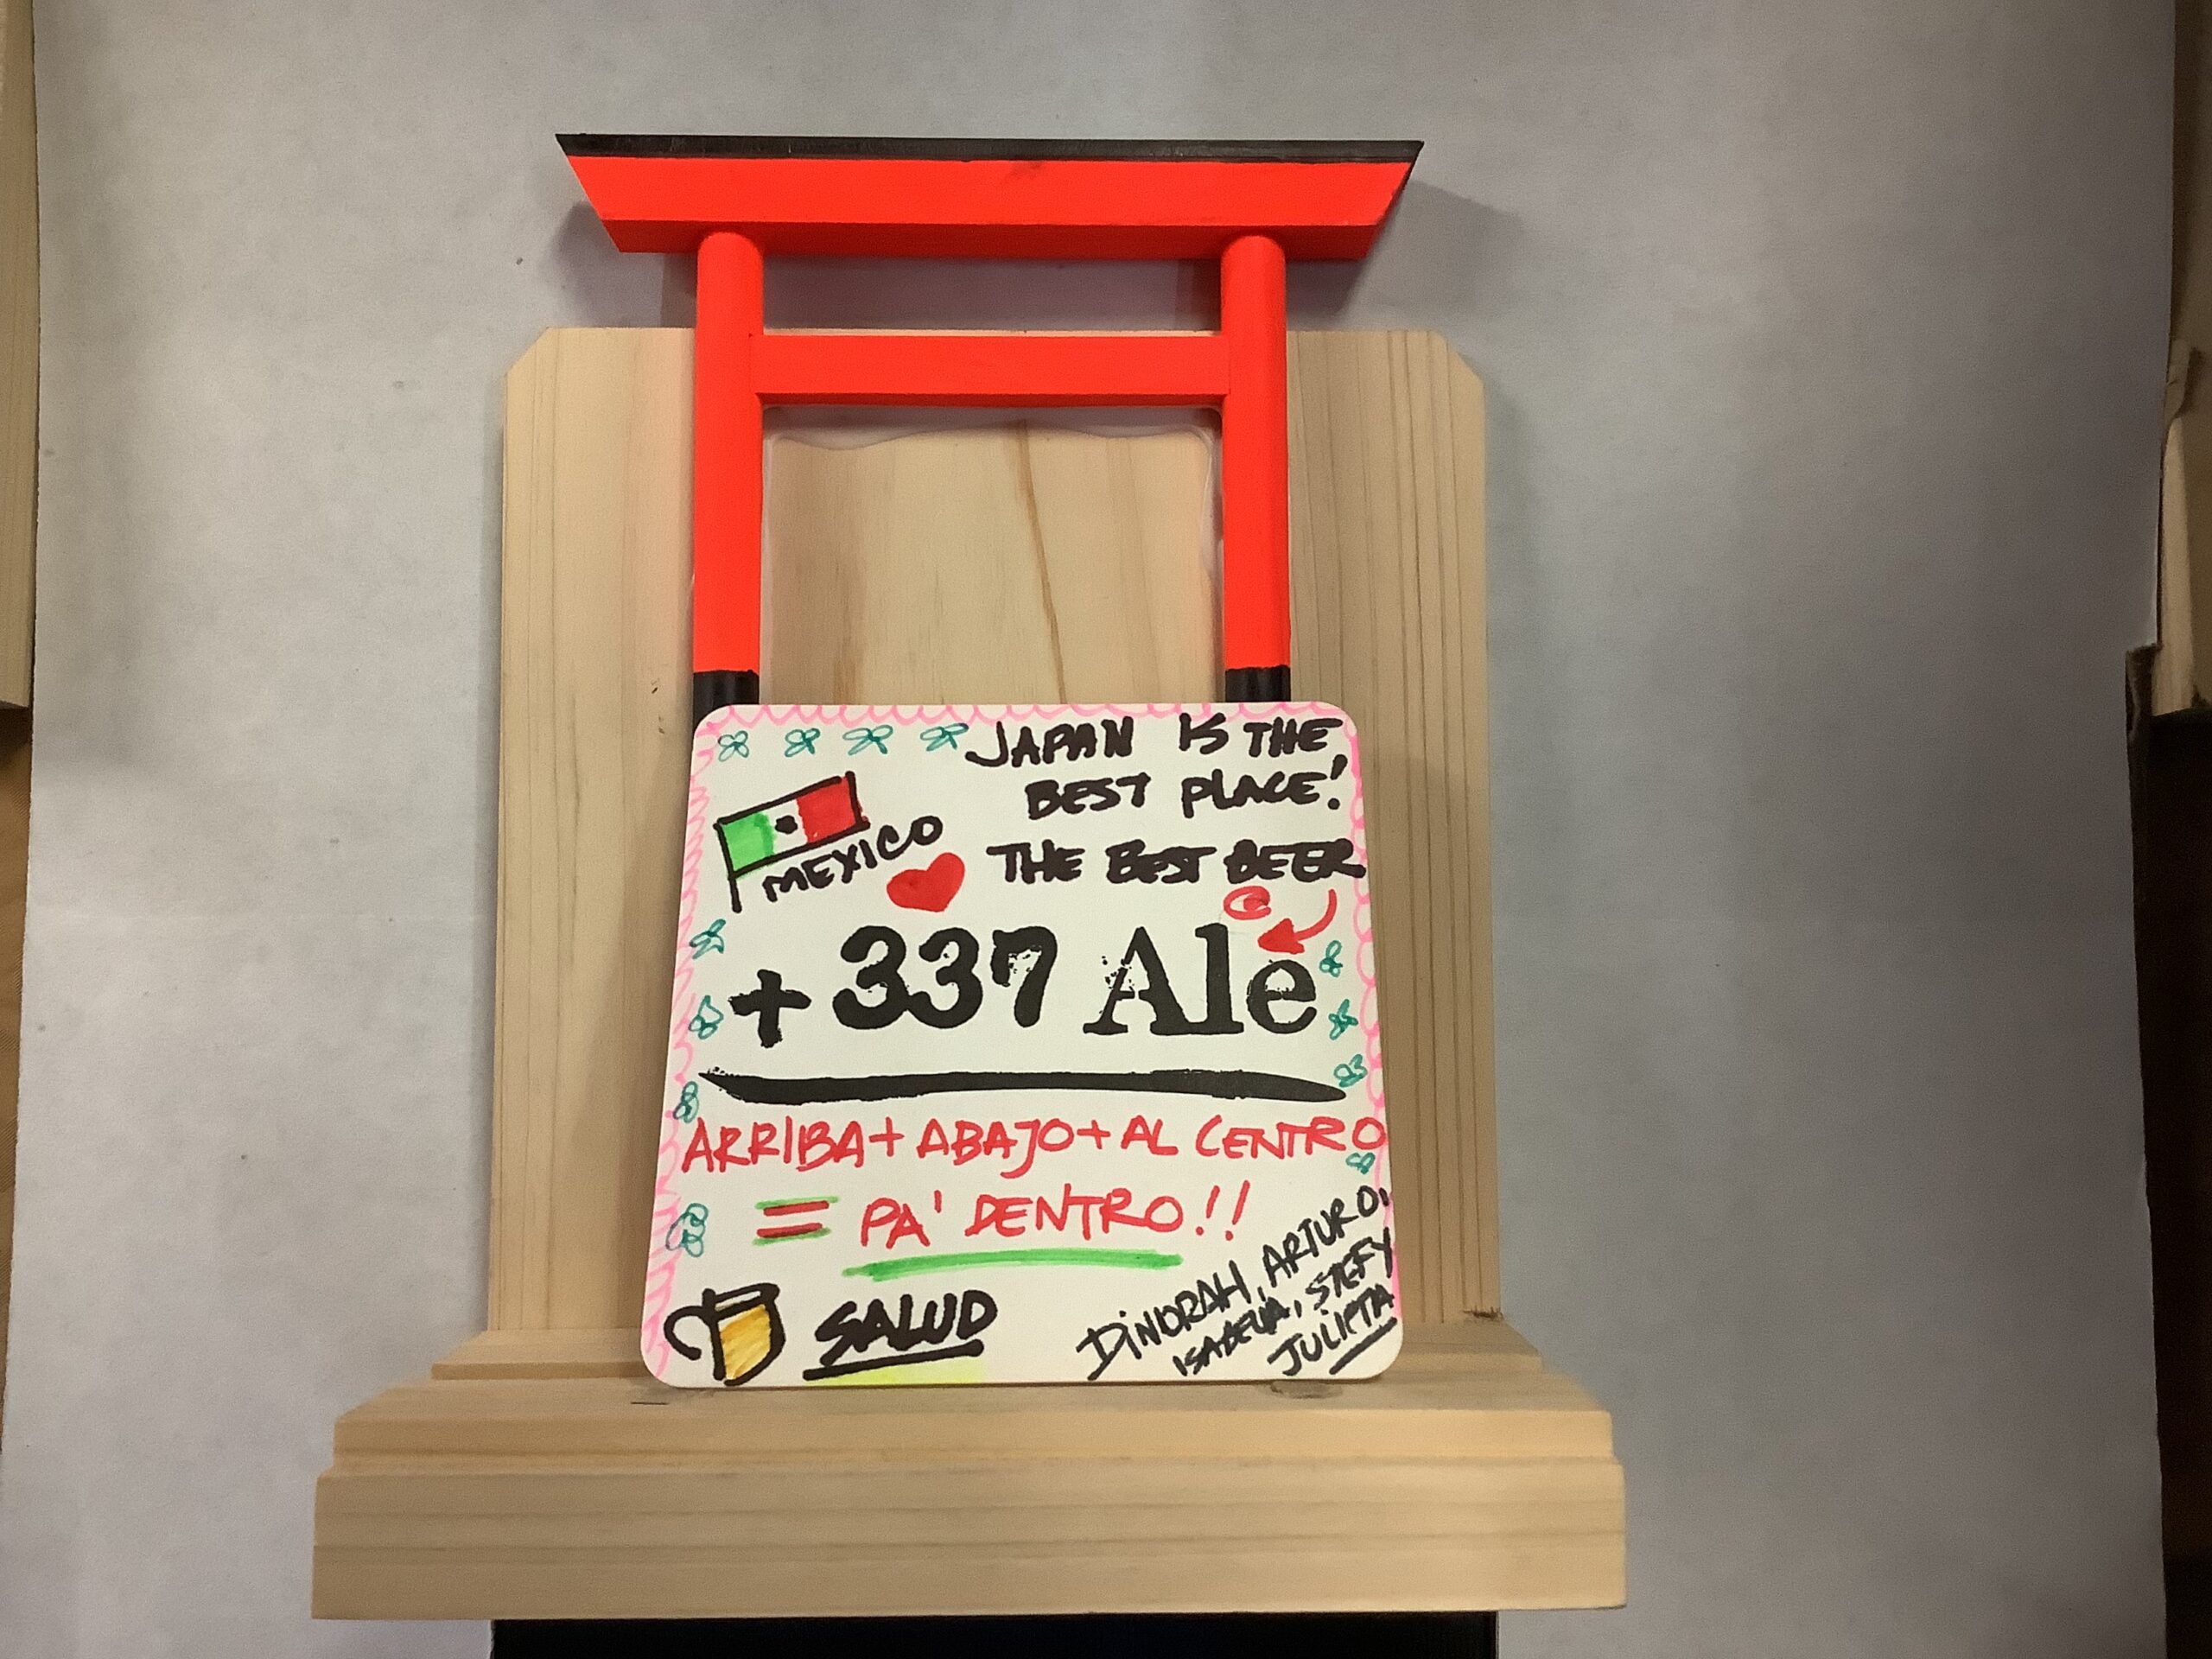 JAPAN IS THE
BEST PLACE!
MEXICO
THE BEST BEER
+337 Ale
ARRIBA + ABAJO + AL CENTRO
= PA' DENTRO!!
SALUD
DINORAH, ARTURO,
ISABELLA, STEFY
JULIETA